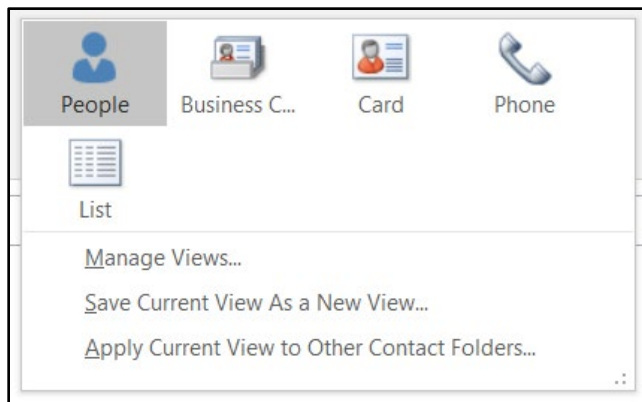 People Business C... Card Phone
List
Manage Views...
Save Current View As a New View...
Apply Current View to Other Contact Folders...